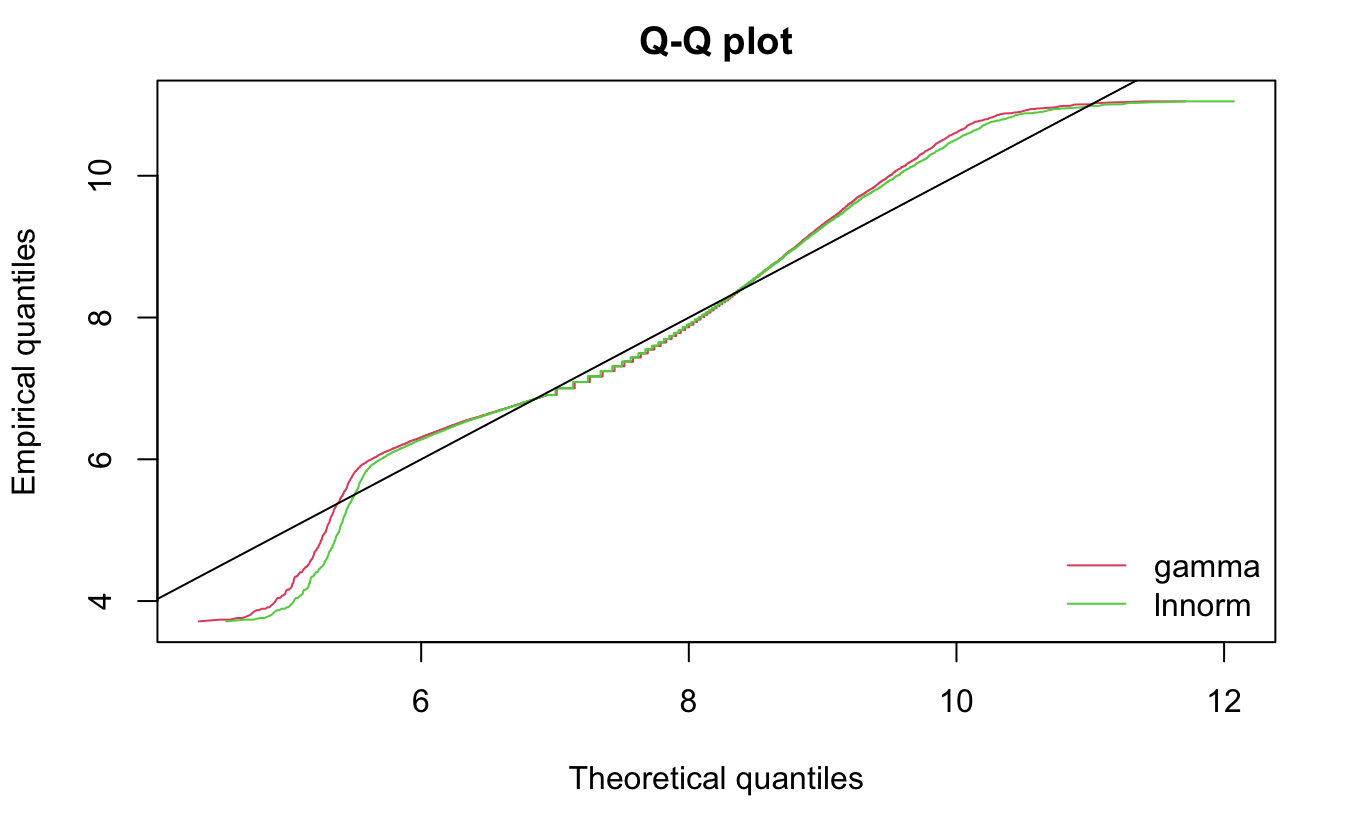 Q-Q plot
Empirical quantiles
10
8
6
4
gamma
lnnorm
6 8 10 12
Theoretical quantiles